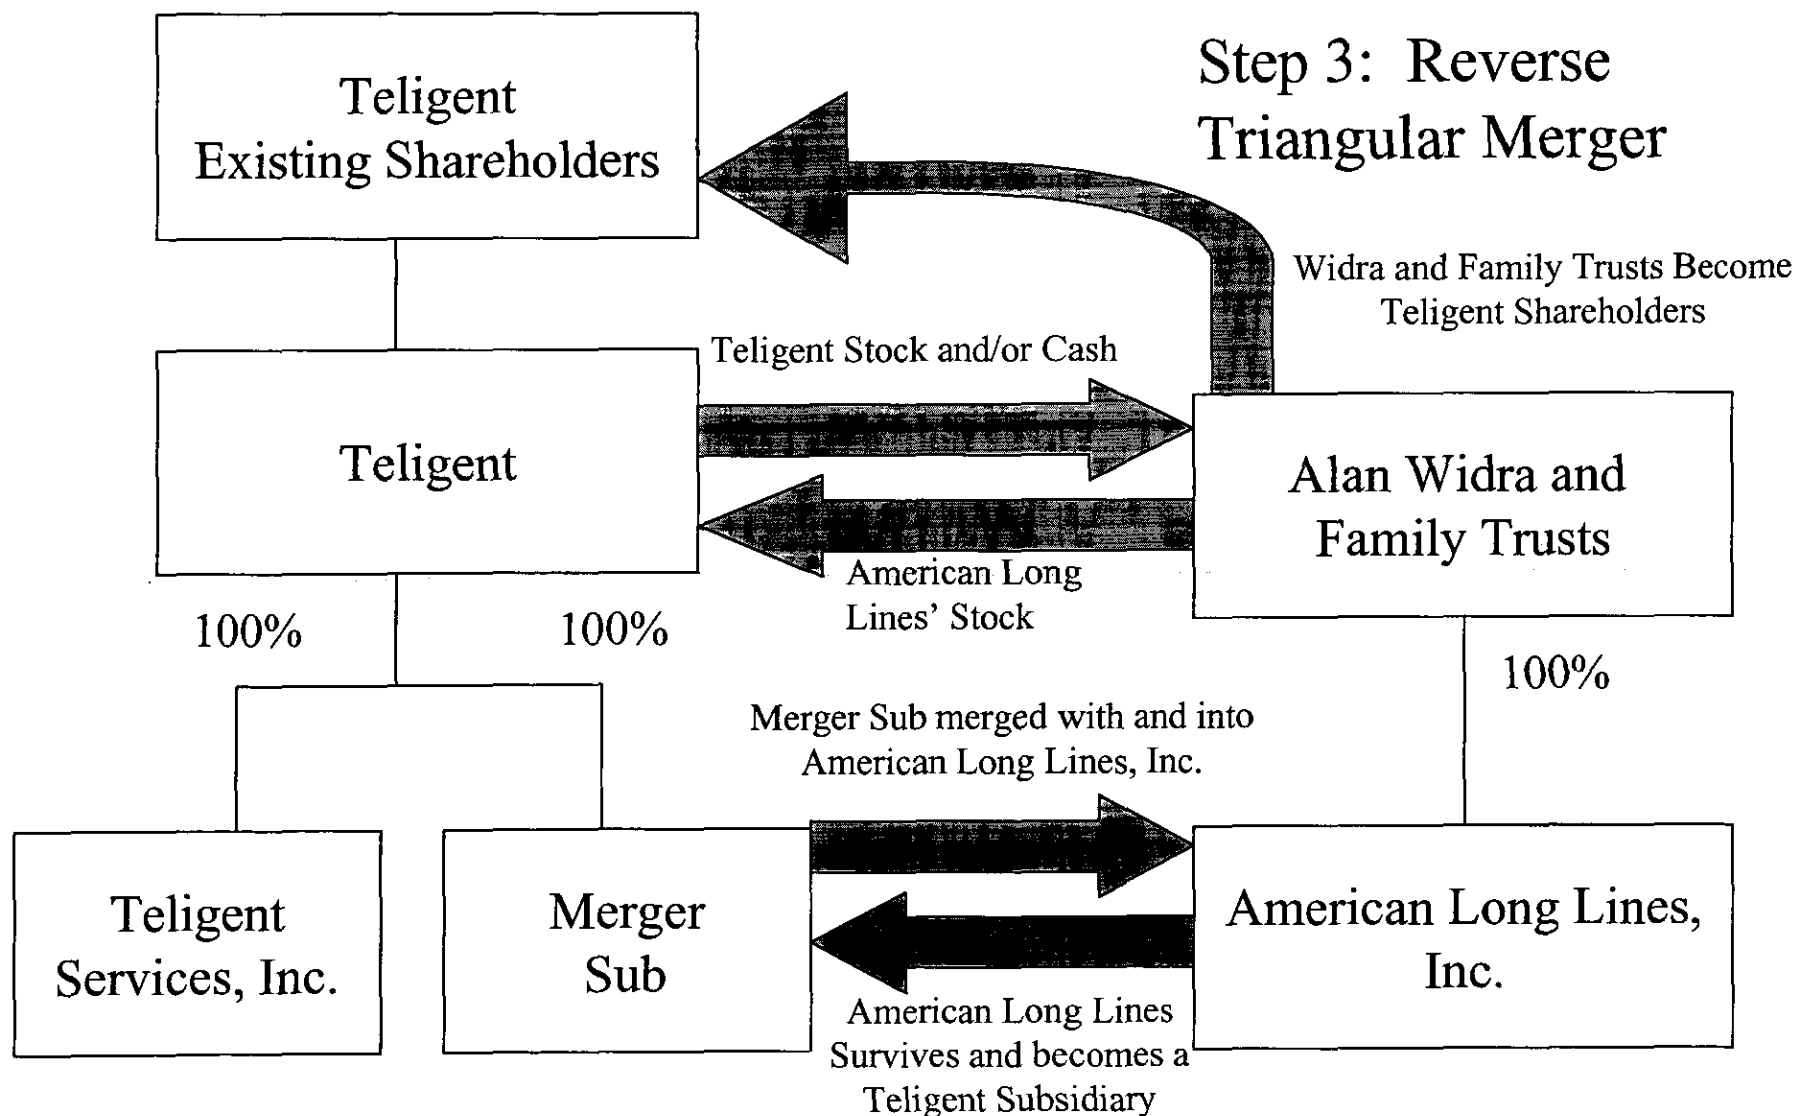 Step 3: Reverse
Triangular Merger
Teligent
Existing Shareholders
Widra and Family Trusts Become
Teligent Shareholders
Teligent Stock and/or Cash
Teligent
Alan Widra and
Family Trusts
American Long
Lines’ Stock
100%
100%
100%
Merger Sub merged with and into
American Long Lines, Inc.
Teligent
Services, Inc.
Merger
Sub
American Long Lines,
Inc.
American Long Lines
Survives and becomes a
Teligent Subsidiary